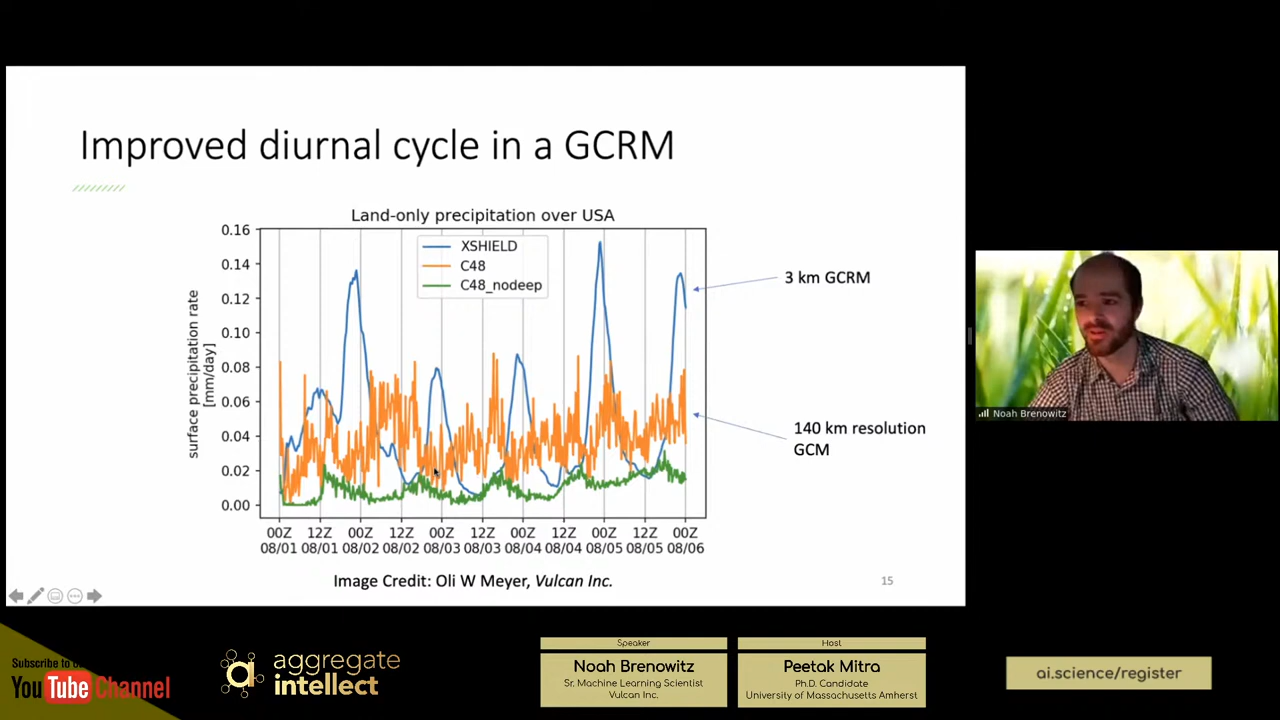 Improved diurnal cycle in a GCRM
Land-only precipitation over USA
surface precipitation rate
[mm/day]
0.16
0.14
0.12
0.10
0.08
0.06
0.04
0.02
0.00
XSHIELD
C48
C48_nodeep
00Z 12Z 00Z 12Z 00Z 12Z 00Z 12Z 00Z 12Z 00Z
08/01 08/01 08/02 08/02 08/03 08/03 08/04 08/04 08/05 08/05 08/06
3 km GCRM
140 km resolution
GCM
Image Credit: Oli W Meyer, Vulcan Inc.
15
Noah Brenowitz
Subscribe to
YouTube Channel
aggregate
intellect
Speaker
Noah Brenowitz
Sr. Machine Learning Scientist
Vulcan Inc.
Host
Peetak Mitra
Ph.D. Candidate
University of Massachusetts Amherst
ai.science/register